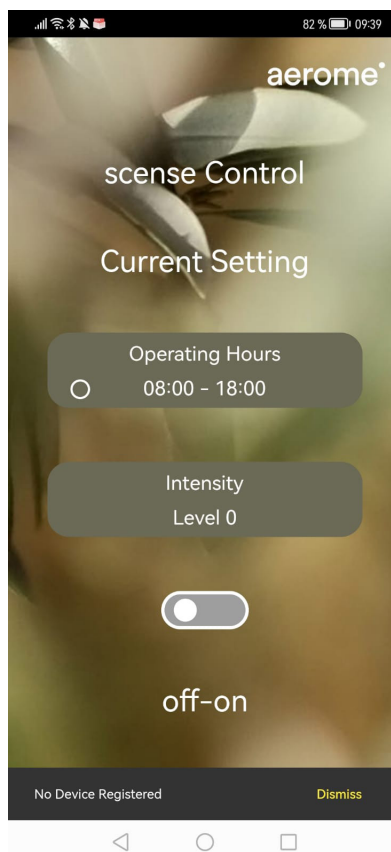 82 % 09:39
aerome
scense Control
Current Setting
Operating Hours
08:00 - 18:00
Intensity
Level 0
off-on
No Device Registered Dismiss